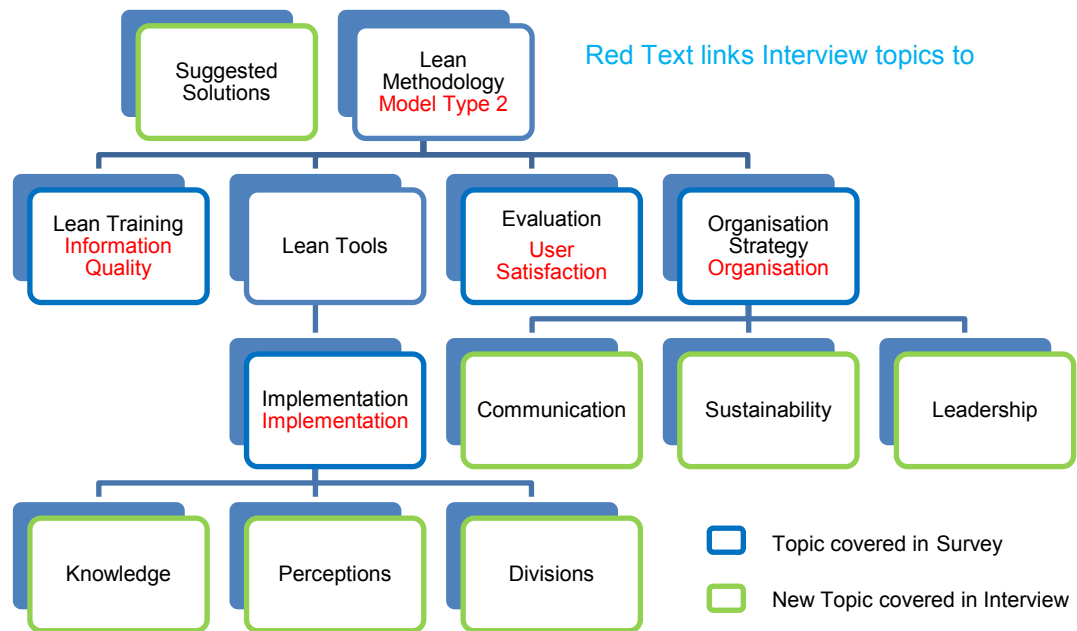 Suggested
Solutions
Lean
Methodology
Model Type 2
Red Text links Interview topics to
Lean Training
Information
Quality
Lean Tools
Evaluation
User
Satisfaction
Organisation
Strategy
Organisation
Implementation
Implementation
Communication
Sustainability
Leadership
Knowledge
Perceptions
Divisions
Topic covered in Survey
New Topic covered in Interview